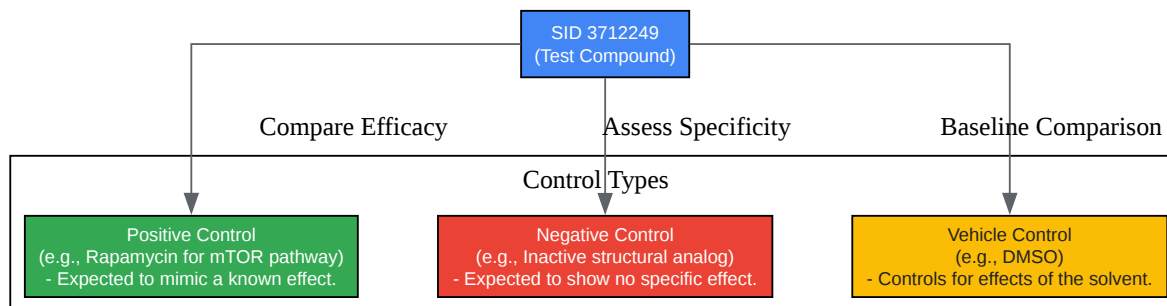 SID 3712249
(Test Compound)
Compare Efficacy
Assess Specificity
Baseline Comparison
Control Types
Positive Control
(e.g., Rapamycin for mTOR pathway)
- Expected to mimic a known effect.
Negative Control
(e.g., Inactive structural analog)
- Expected to show no specific effect.
Vehicle Control
(e.g., DMSO)
- Controls for effects of the solvent.